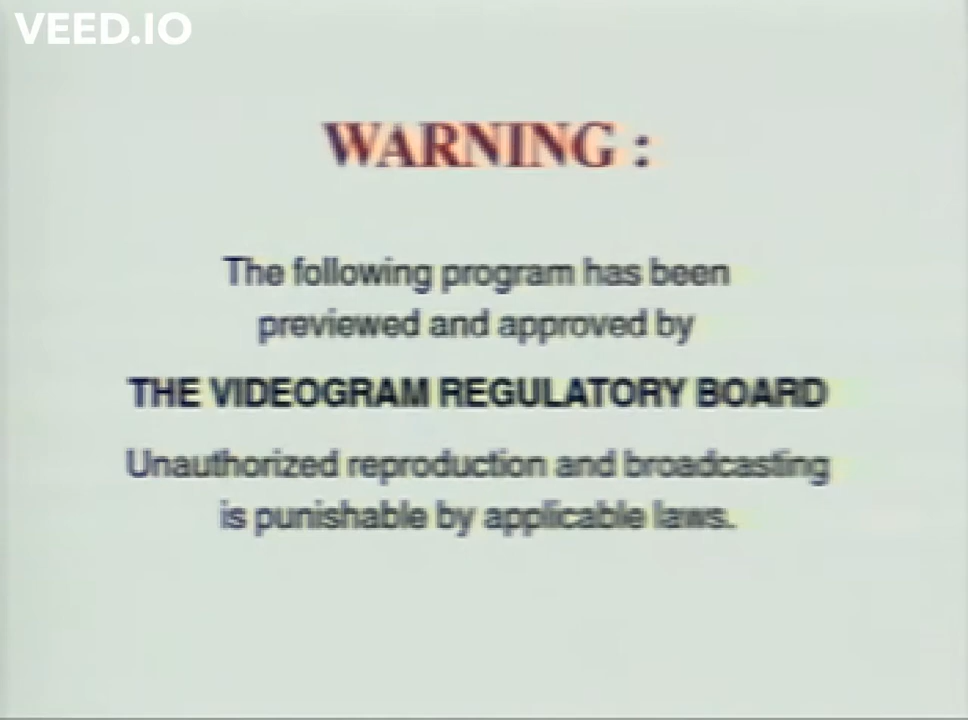 VEED.IO
WARNING :
The following program has been
previewed and approved by
THE VIDEOGRAM REGULATORY BOARD
Unauthorized reproduction and broadcasting
is punishable by applicable laws.